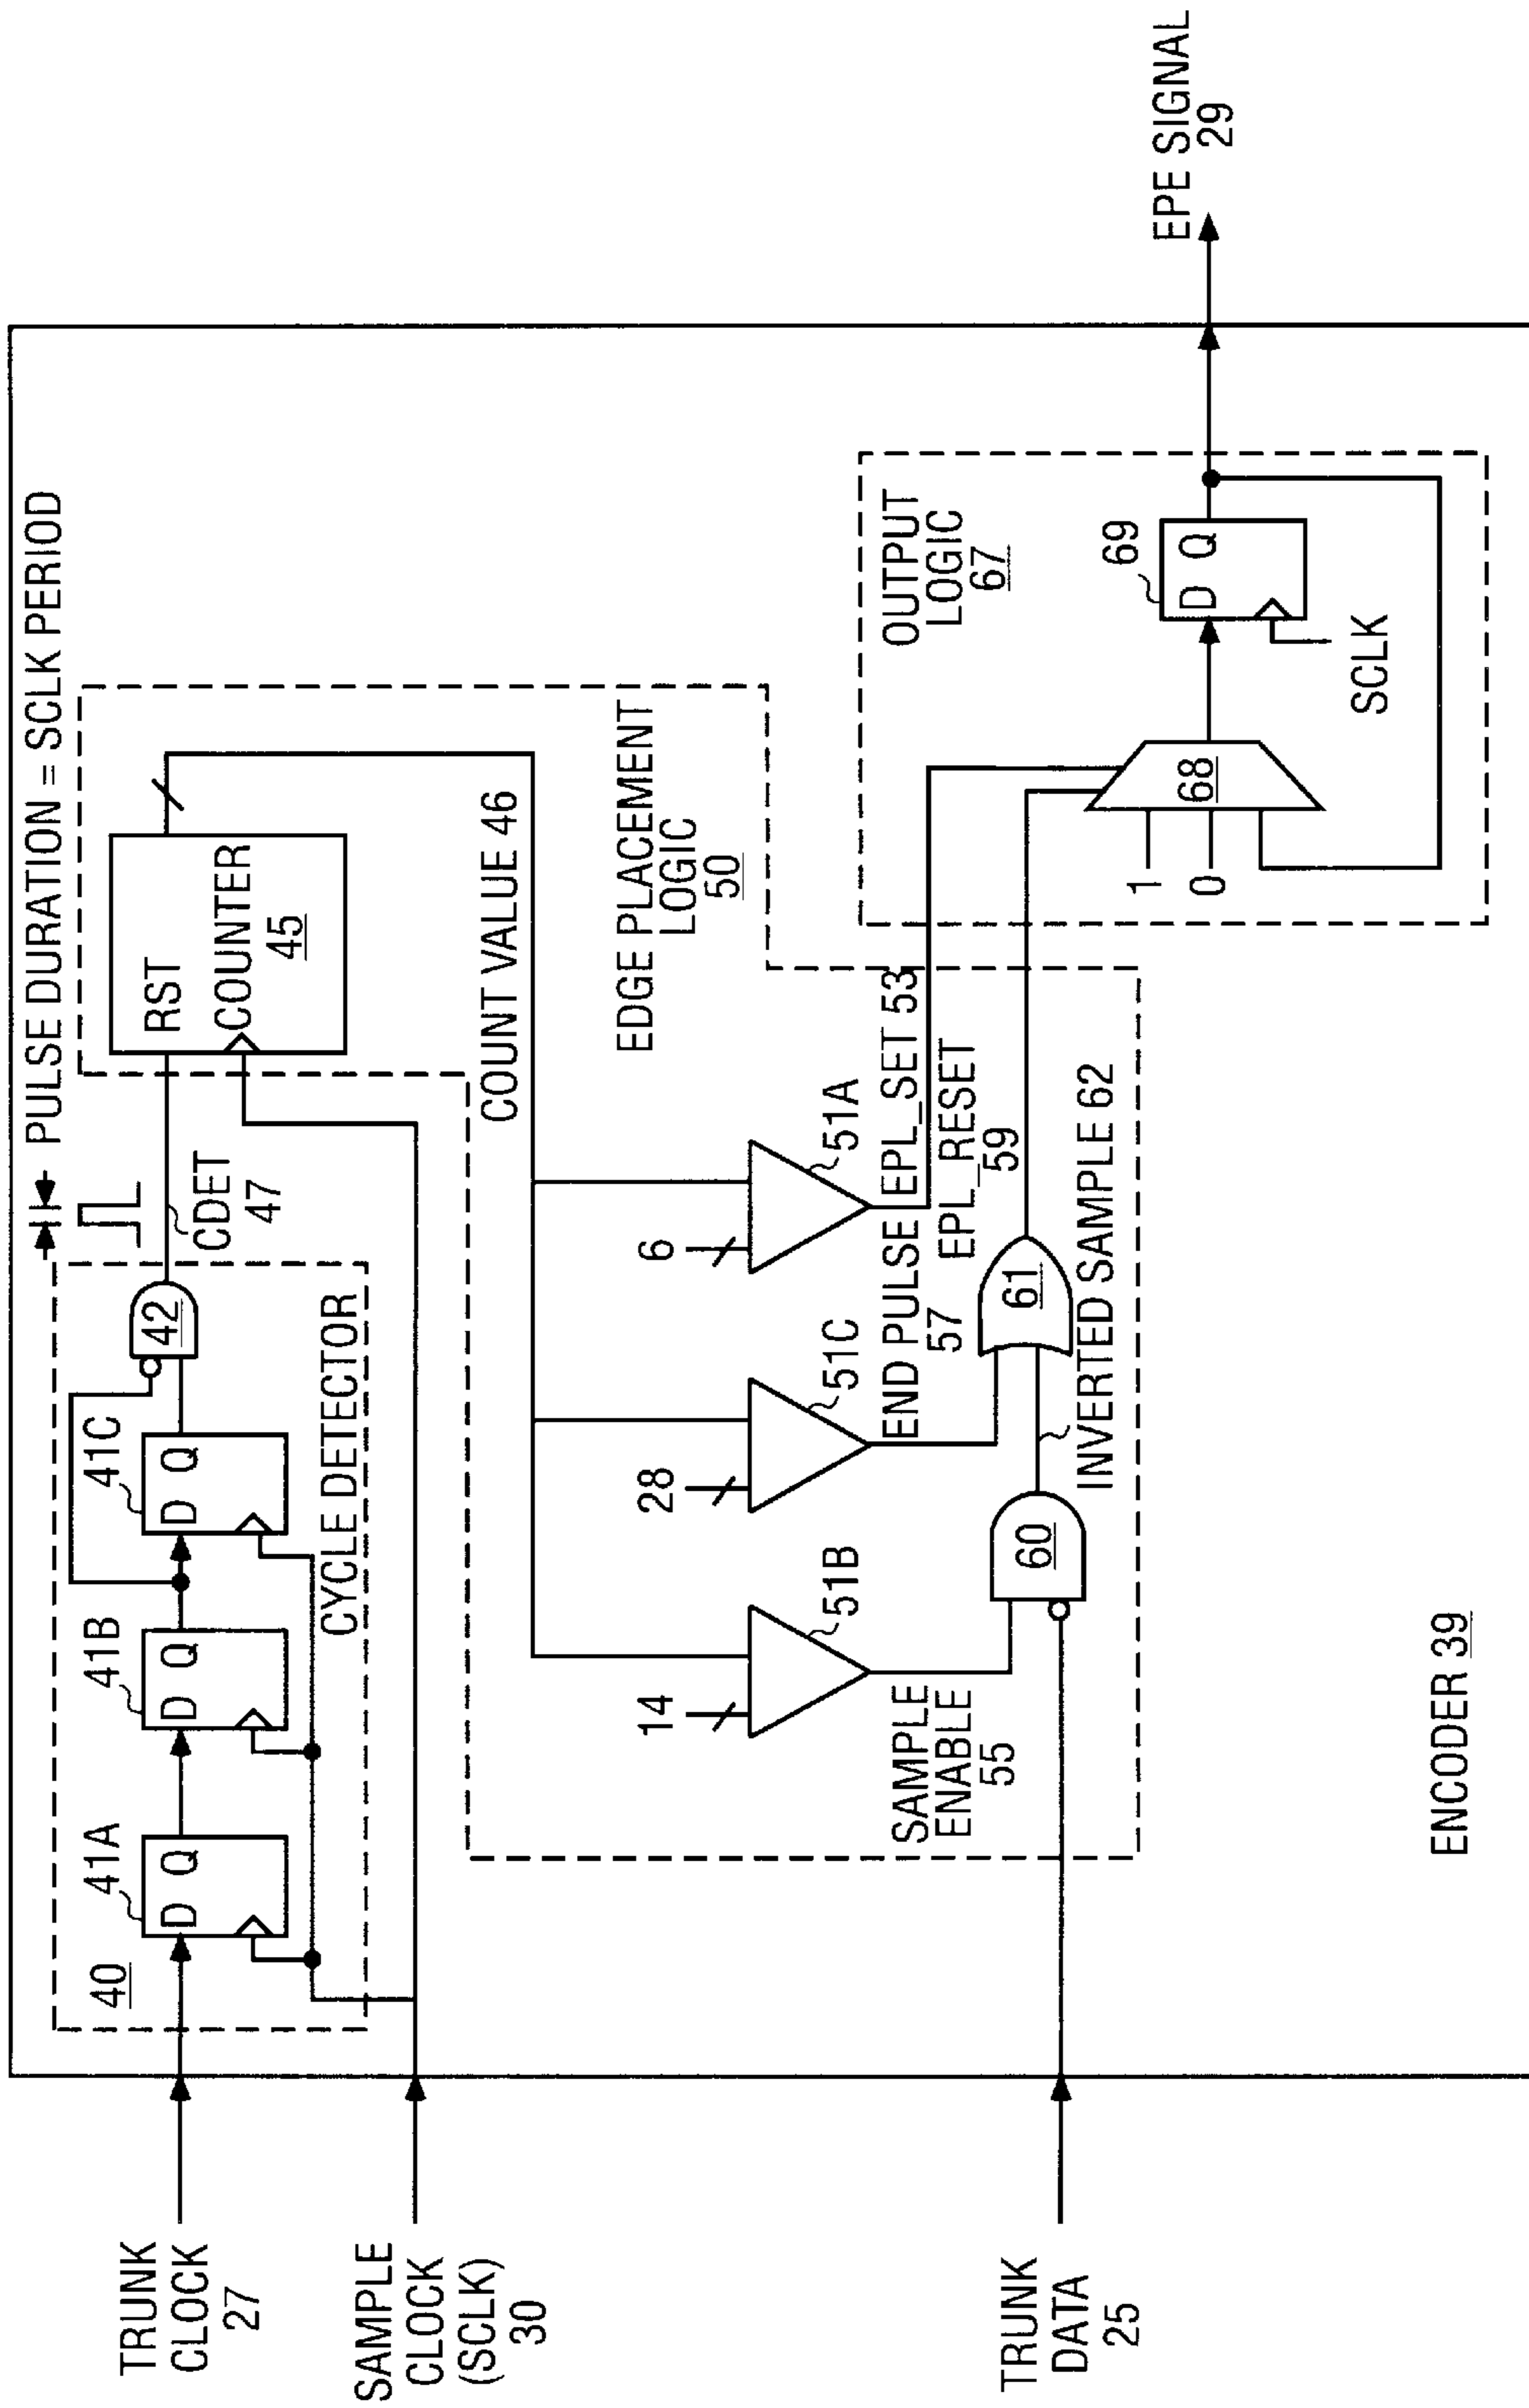 TRUNK
CLOCK
27
SAMPLE
CLOCK
(SCLK)
30
TRUNK
DATA
25
40
41A
D Q
41B
D Q
41C
D Q
42
CYCLE DETECTOR
PULSE DURATION = SCLK PERIOD
CDET
47
RST
COUNTER
45
COUNT VALUE 46
EDGE PLACEMENT
LOGIC
50
14
51B
28
51C
6
51A
SAMPLE
ENABLE
55
END PULSE
57
EPL_SET 53
EPL_RESET
59
60
61
INVERTED SAMPLE 62
OUTPUT
LOGIC
67
1
0
68
69
D Q
SCLK
EPE SIGNAL
29
ENCODER 39